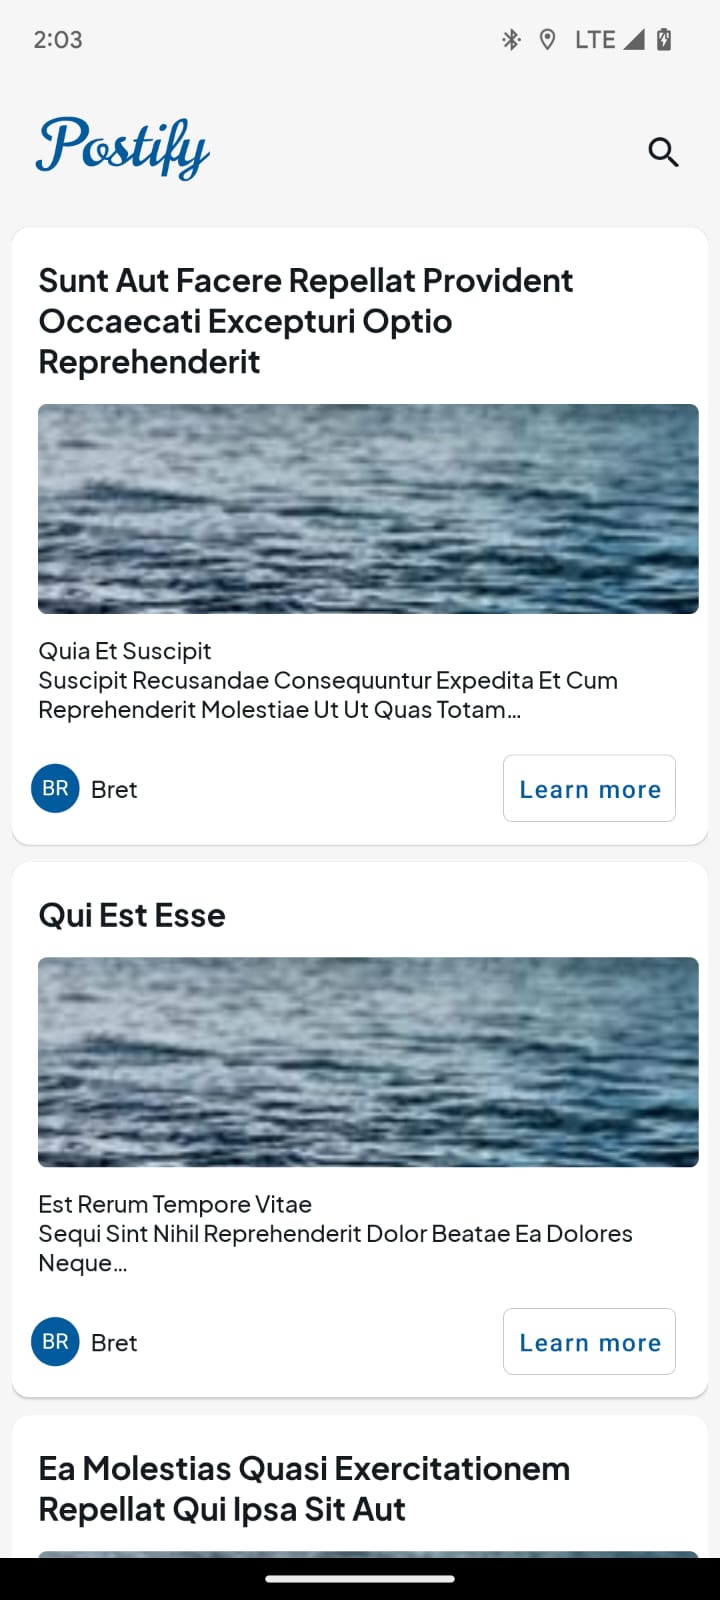 2:03
LTE
Postify
Sunt Aut Facere Repellat Provident
Occaecati Excepturi Optio
Reprehenderit
Quia Et Suscipit
Suscipit Recusandae Consequuntur Expedita Et Cum
Reprehenderit Molestiae Ut Ut Quas Totam...
BR Bret Learn more
Qui Est Esse
Est Rerum Tempore Vitae
Sequi Sint Nihil Reprehenderit Dolor Beatae Ea Dolores
Neque...
BR Bret Learn more
Ea Molestias Quasi Exercitationem
Repellat Qui Ipsa Sit Aut